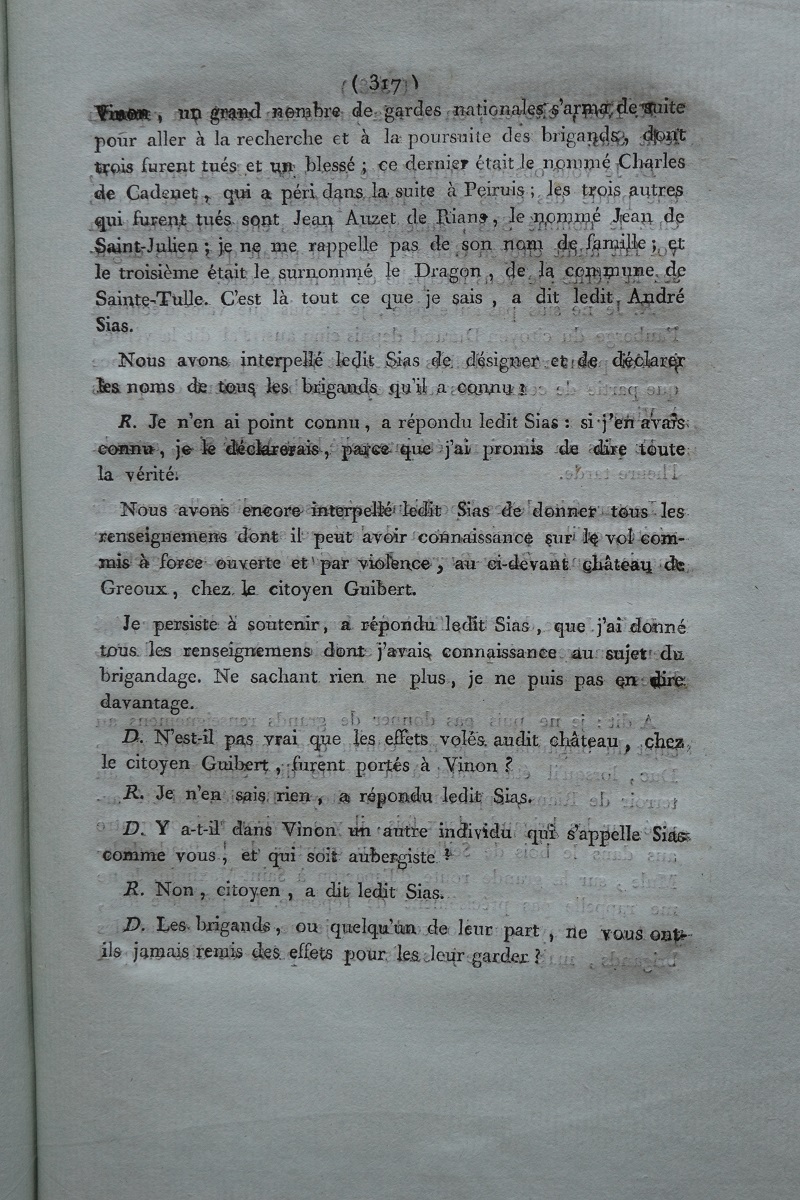 ( 317 )
Vinon, un grand nombre de gardes nationales s'arma de suite
pour aller à la recherche et à la poursuite des brigands, dont
trois furent tués et un blessé ; ce dernier était le nommé Charles
de Cadenet, qui a péri dans la suite à Peiruis ; les trois autres
qui furent tués sont Jean Auzet de Rians, le nommé Jean de
Saint-Julien ; je ne me rappelle pas de son nom de famille ; et
le troisième était le surnommé le Dragon, de la commune de
Sainte-Tulle. C'est là tout ce que je sais, a dit ledit André
Sias.
Nous avons interpellé ledit Sias de désigner et de déclarer
les noms de tous les brigands qu'il a connu ?
R. Je n'en ai point connu, a répondu ledit Sias : si j'en avais
connu, je le déclarerais, parce que j'ai promis de dire toute
la vérité.
Nous avons encore interpellé ledit Sias de donner tous les
renseignemens dont il peut avoir connaissance sur le vol com-
mis à force ouverte et par violence, au ci-devant château de
Greoux, chez le citoyen Guibert.
Je persiste à soutenir, a répondu ledit Sias, que j'ai donné
tous les renseignemens dont j'avais connaissance au sujet du
brigandage. Ne sachant rien ne plus, je ne puis pas en dire
davantage.
D. N'est-il pas vrai que les effets volés audit château, chez
le citoyen Guibert, furent portés à Vinon ?
R. Je n'en sais rien, a répondu ledit Sias.
D. Y a-t-il dans Vinon un autre individu qui s'appelle Sias
comme vous, et qui soit aubergiste ?
R. Non, citoyen, a dit ledit Sias.
D. Les brigands, ou quelqu'un de leur part, ne vous ont-
ils jamais remis des effets pour les leur garder ?